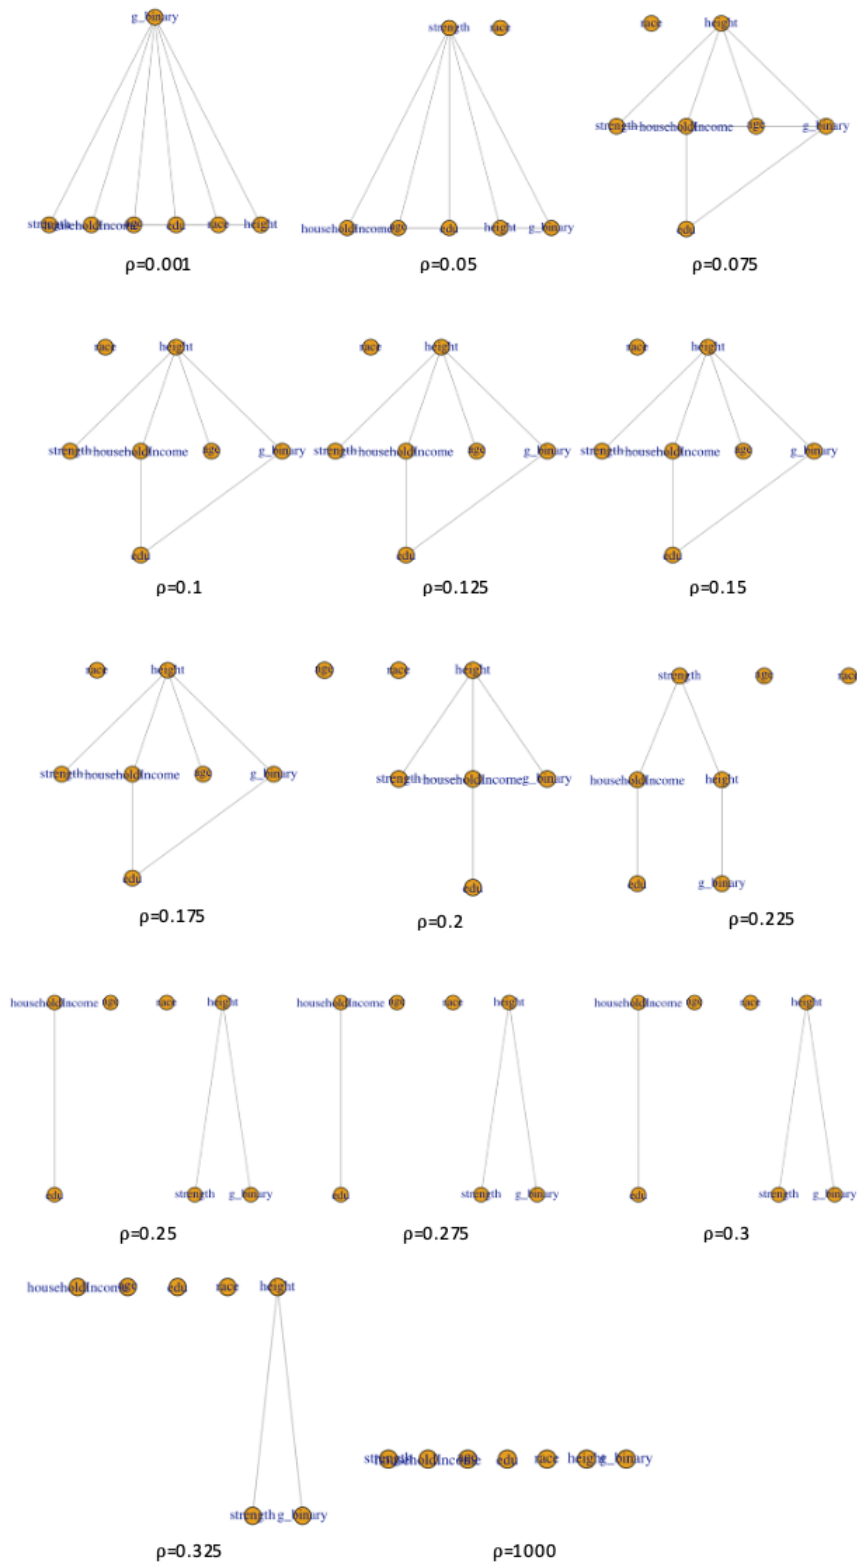 g_binary
strength householdIncome age edu race height
ρ=0.001
strength race
householdIncome age edu height g_binary
ρ=0.05
race height
strength householdIncome age g_binary
edu
ρ=0.075
race height
strength householdIncome age g_binary
edu
ρ=0.1
race height
strength householdIncome age g_binary
edu
ρ=0.125
race height
strength householdIncome age g_binary
edu
ρ=0.15
race height
strength householdIncome age g_binary
edu
ρ=0.175
age race height
strength householdIncome g_binary
edu
ρ=0.2
strength age race
householdIncome height
edu g_binary
ρ=0.225
householdIncome age race height
edu strength g_binary
ρ=0.25
householdIncome age race height
edu strength g_binary
ρ=0.275
householdIncome age race height
edu strength g_binary
ρ=0.3
householdIncome age edu race height
strength g_binary
ρ=0.325
strength householdIncome age edu race height g_binary
ρ=1000